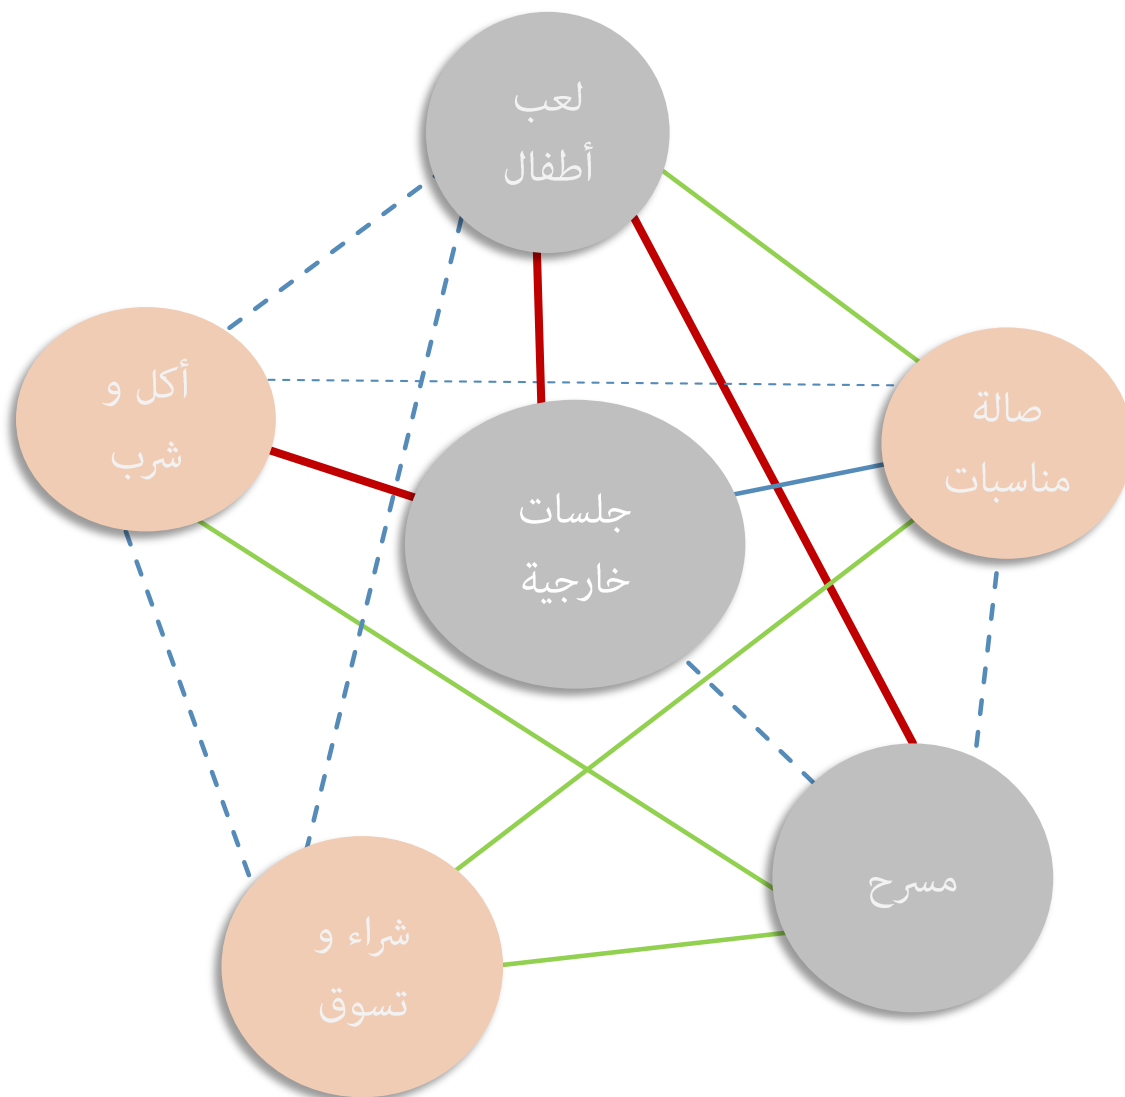 لعب
أطفال
أكل و
شرب
صالة
مناسبات
جلسات
خارجية
مسرح
شراء و
تسوق